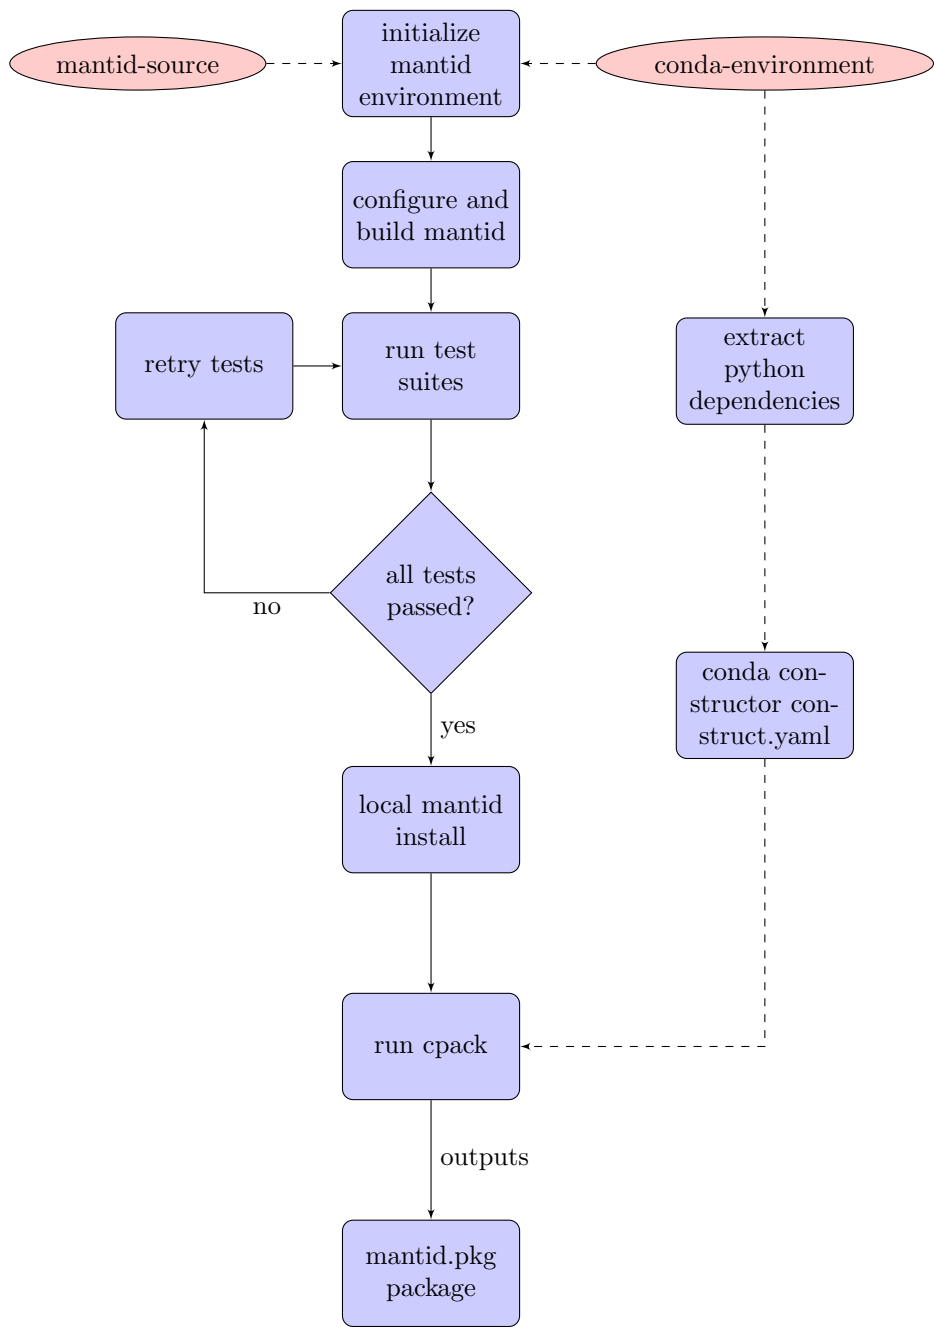 mantid-source
initialize
mantid
environment
conda-environment
configure and
build mantid
retry tests
run test
suites
extract
python
dependencies
all tests
passed?
no
yes
conda con-
structor con-
struct.yaml
local mantid
install
run cpack
outputs
mantid.pkg
package